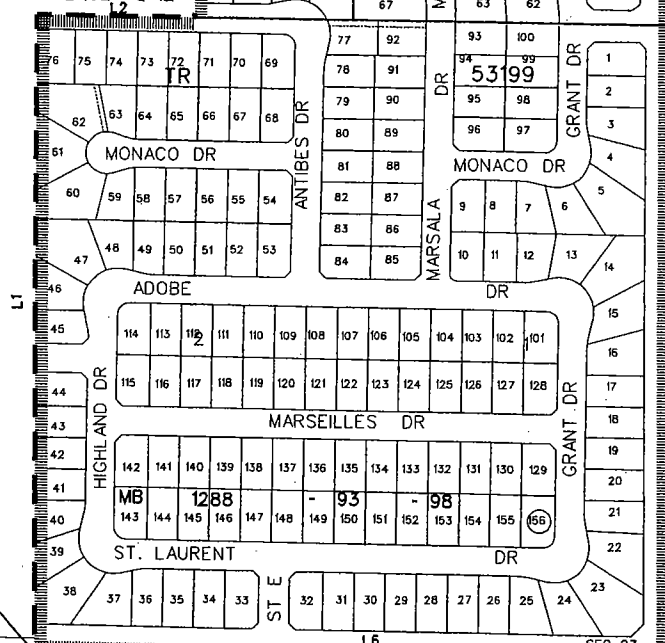 L2
67
63 62
77 92
93 100
76 75 74 73 72 71 70 69
TR
78 91
94 99
53199
1
DR
GRANT DR
2
79 90
95 98
62 63 64 65 66 67 68
ANTIBES DR
80 89
96 97
3
61
MONACO DR
81 88
MONACO DR
4
60 59 58 57 56 55 54
82 87
9 8 7 6
5
MARSALA
83 86
47 48 49 50 51 52 53
84 85
10 11 12 13 14
L1
46
ADOBE DR
15
45
114 113 112 111 110 109 108 107 106 105 104 103 102 101
2 1
16
HIGHLAND DR
44
115 116 117 118 119 120 121 122 123 124 125 126 127 128
17
GRANT DR
43
MARSEILLES DR
18
42
142 141 140 139 138 137 136 135 134 133 132 131 130 129
19
20
41
MB 1288 - 93 - 98
40
143 144 145 146 147 148 149 150 151 152 153 154 155 156
21
39
ST. LAURENT DR
22
38 37 36 35 34 33
ST E
32 31 30 29 28 27 26 25 24 23
L6